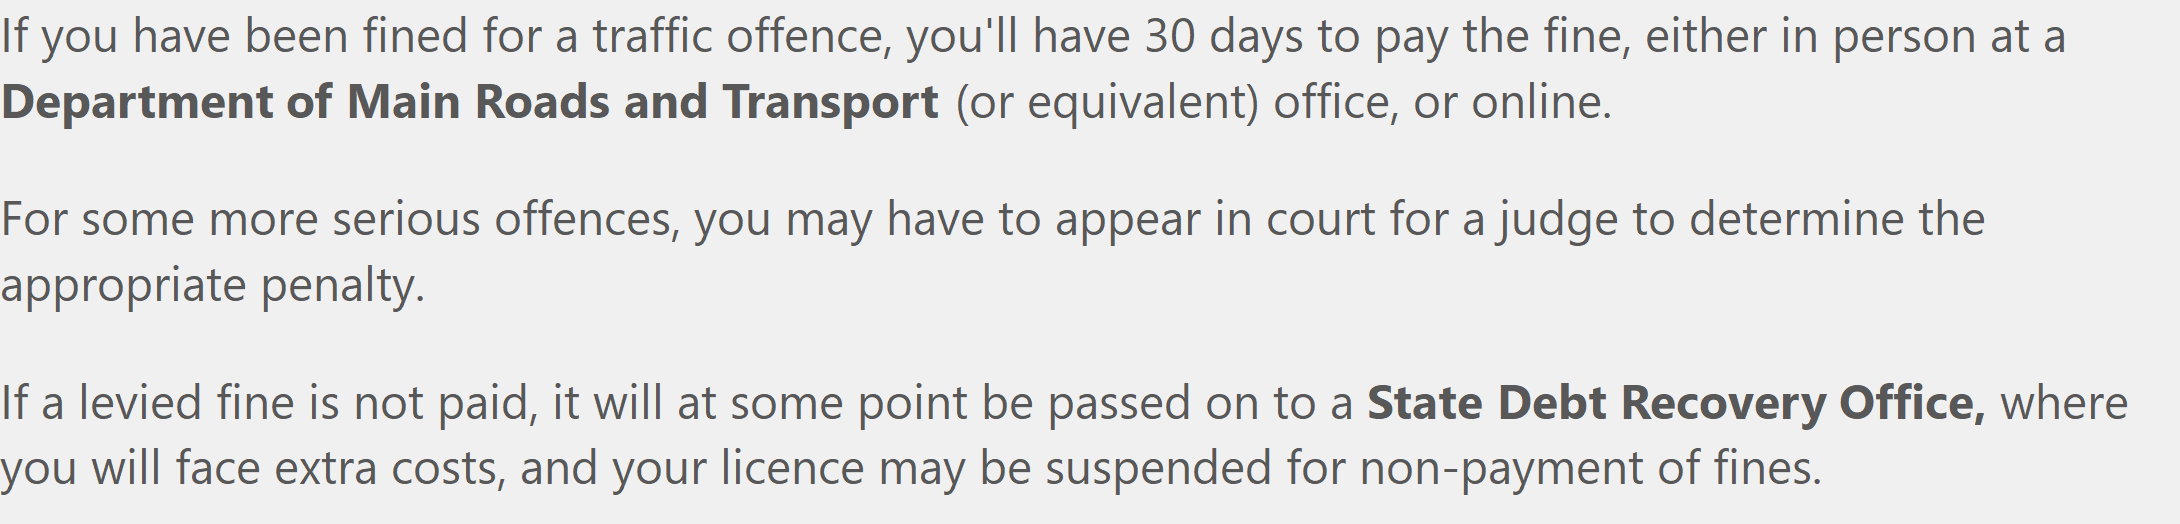 If you have been fined for a traffic offence, you'll have 30 days to pay the fine, either in person at a
Department of Main Roads and Transport (or equivalent) office, or online.
For some more serious offences, you may have to appear in court for a judge to determine the
appropriate penalty.
If a levied fine is not paid, it will at some point be passed on to a State Debt Recovery Office, where
you will face extra costs, and your licence may be suspended for non-payment of fines.